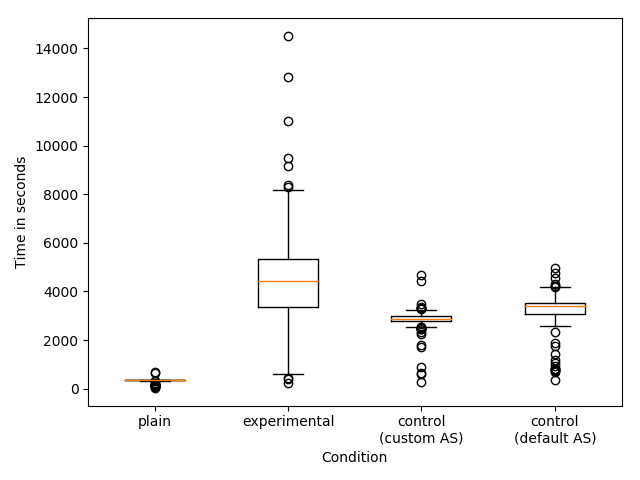 14000
12000
10000
8000
6000
4000
2000
0
Time in seconds
plain
experimental
control
(custom AS)
control
(default AS)
Condition